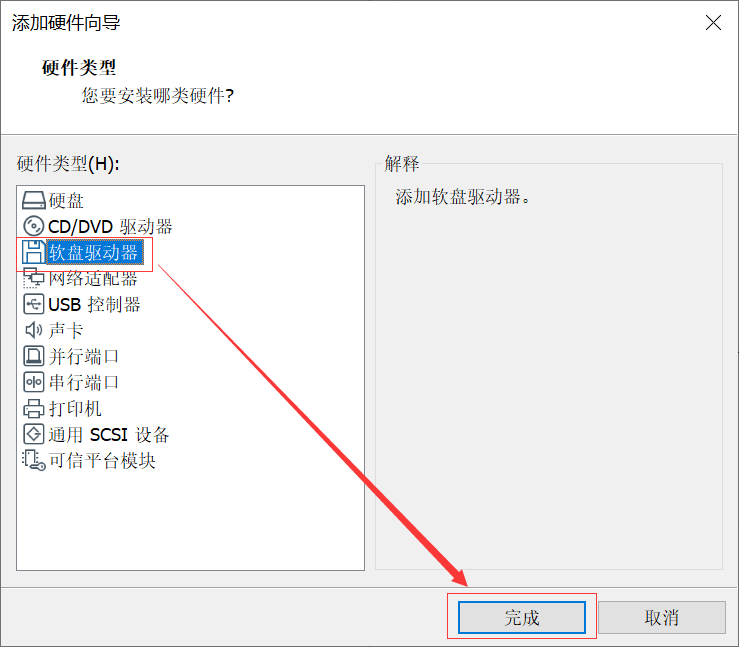 添加硬件向导
硬件类型
您要安装哪类硬件?
硬件类型(H):
硬盘
CD/DVD 驱动器
软盘驱动器
网络适配器
USB 控制器
声卡
并行端口
串行端口
打印机
通用 SCSI 设备
可信平台模块
解释
添加软盘驱动器。
完成
取消